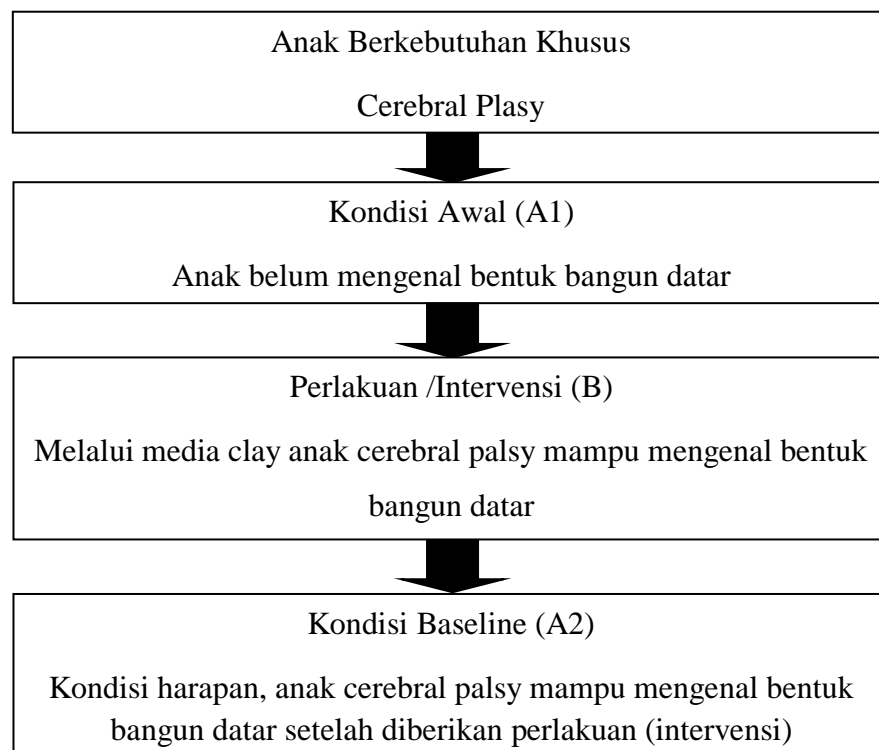 Anak Berkebutuhan Khusus
Cerebral Plasy
Kondisi Awal (A1)
Anak belum mengenal bentuk bangun datar
Perlakuan /Intervensi (B)
Melalui media clay anak cerebral palsy mampu mengenal bentuk
bangun datar
Kondisi Baseline (A2)
Kondisi harapan, anak cerebral palsy mampu mengenal bentuk
bangun datar setelah diberikan perlakuan (intervensi)